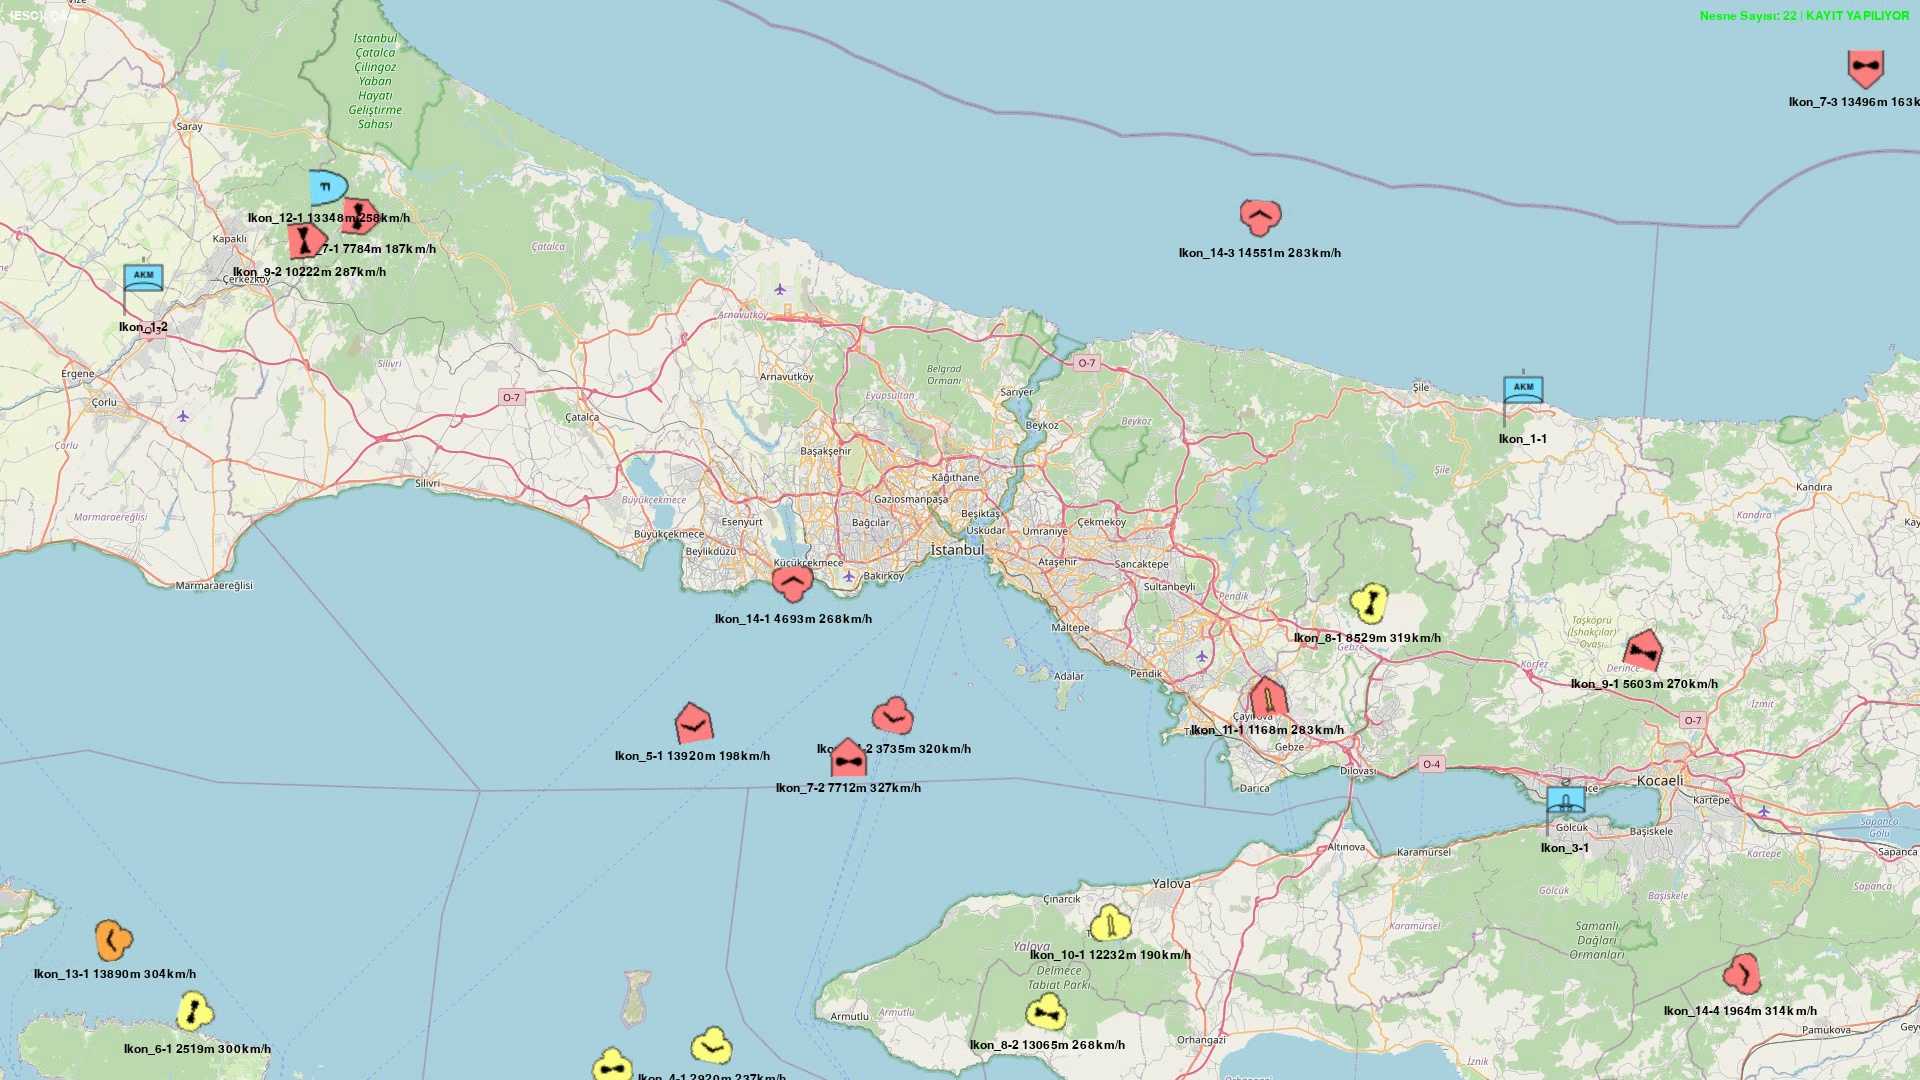 [ESC]: Çıkış
Nesne Sayısı: 22 | KAYIT YAPILIYOR
Vize
İstanbul
Çatalca
Çilingoz
Yaban
Hayatı
Geliştirme
Sahası
Ikon_7-3 13496m 163k
Saray
Ikon_12-1 13348m 258km/h
Kapaklı
7-1 7784m 187km/h
Çatalca
Ikon_14-3 14551m 283km/h
Ikon_9-2 10222m 287km/h
Çerkezköy
AKM
Ikon_1-2
Arnavutköy
Silivri
O-7
Ergene
Arnavutköy
Belgrad
Ormanı
Şile
AKM
Sarıyer
Eyüpsultan
O-7
Çorlu
Çatalca
Beykoz
Beykoz
Ikon_1-1
Çorlu
Başakşehir
Şile
Silivri
Kâğıthane
Kandıra
Büyükçekmece
Gaziosmanpaşa
Marmaraereğlisi
Beşiktaş
Kandıra
Esenyurt
Bağcılar
Üsküdar
Ümraniye
Çekmeköy
Büyükçekmece
Beylikdüzü
İstanbul
Küçükçekmece
Ataşehir
Sancaktepe
Bakırköy
Marmaraereğlisi
Sultanbeyli
Pendik
Ikon_14-1 4693m 268km/h
Maltepe
Taşköprü
(İshakçılar)
Ovası
Ikon_8-1 8529m 319km/h
Gebze
Adalar
Pendik
Körfez
Derince
Ikon_9-1 5603m 270km/h
İzmit
Çayırova
O-7
Ikon_11-1 1168m 283km/h
Ikon_5-1 13920m 198km/h
-2 3735m 320km/h
Gebze
O-4
Dilovası
Kocaeli
Ikon_7-2 7712m 327km/h
Darıca
Kartepe
Gölcük
Başiskele
Sapanca
Gölü
Ikon_3-1
Altınova
Karamürsel
Kartepe
Sapanca
Yalova
Gölcük
Başiskele
Sapanca
Çınarcık
Karamürsel
Samanlı
Dağları
Ormanları
Yalova
Ikon_10-1 12232m 190km/h
Delmece
Tabiat Parkı
Ikon_13-1 13890m 304km/h
Ikon_14-4 1964m 314km/h
Armutlu
Armutlu
Pamukova
Orhangazi
Ikon_8-2 13065m 268km/h
Ikon_6-1 2519m 300km/h
İznik
Ikon_4-1 2920m 237km/h
Orhangazi